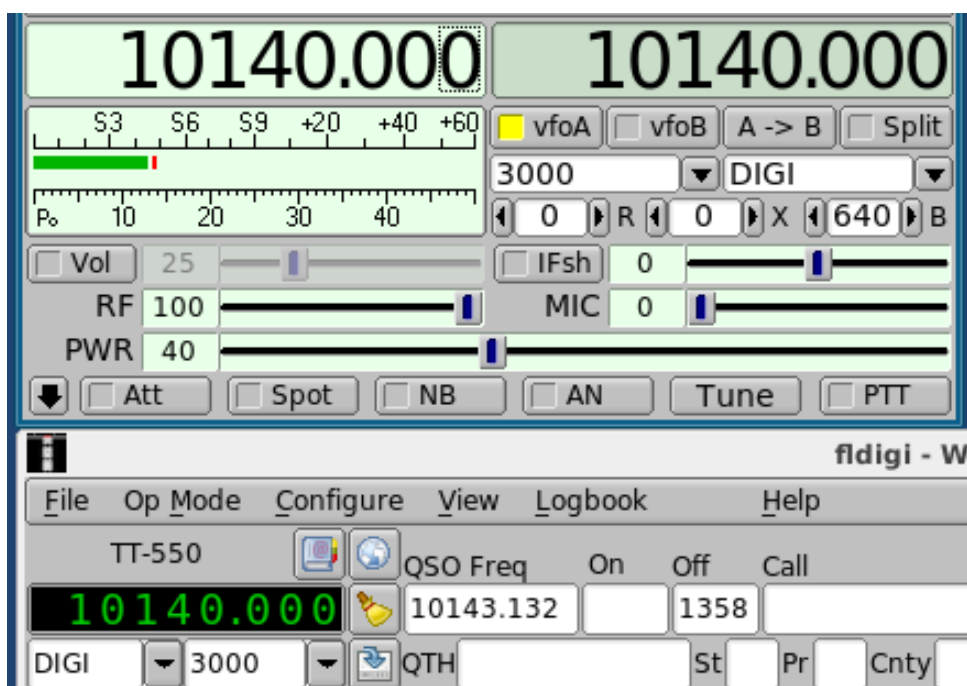 10140.000 10140.000
S3 S6 S9 +20 +40 +60
vfoA vfoB A -> B Split
3000 DIGI
Po 10 20 30 40
0 R 0 X 640 B
Vol 25 IFsh 0
RF 100 MIC 0
PWR 40
Att Spot NB AN Tune PTT
fldigi - W
File Op Mode Configure View Logbook Help
TT-550 QSO Freq On Off Call
10140.000 10143.132 1358
DIGI 3000 QTH St Pr Cnty